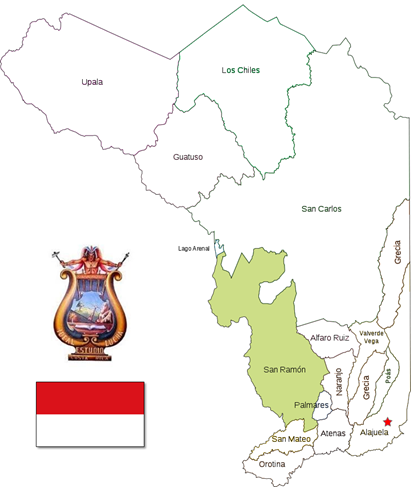 Los Chiles
Upala
Guatuso
San Carlos
Lago Arenal
Grecia
Alfaro Ruiz
Valverde
Vega
San Ramón
Naranjo
Grecia
Poás
Palmares
San Mateo
Atenas
Alajuela
Orotina